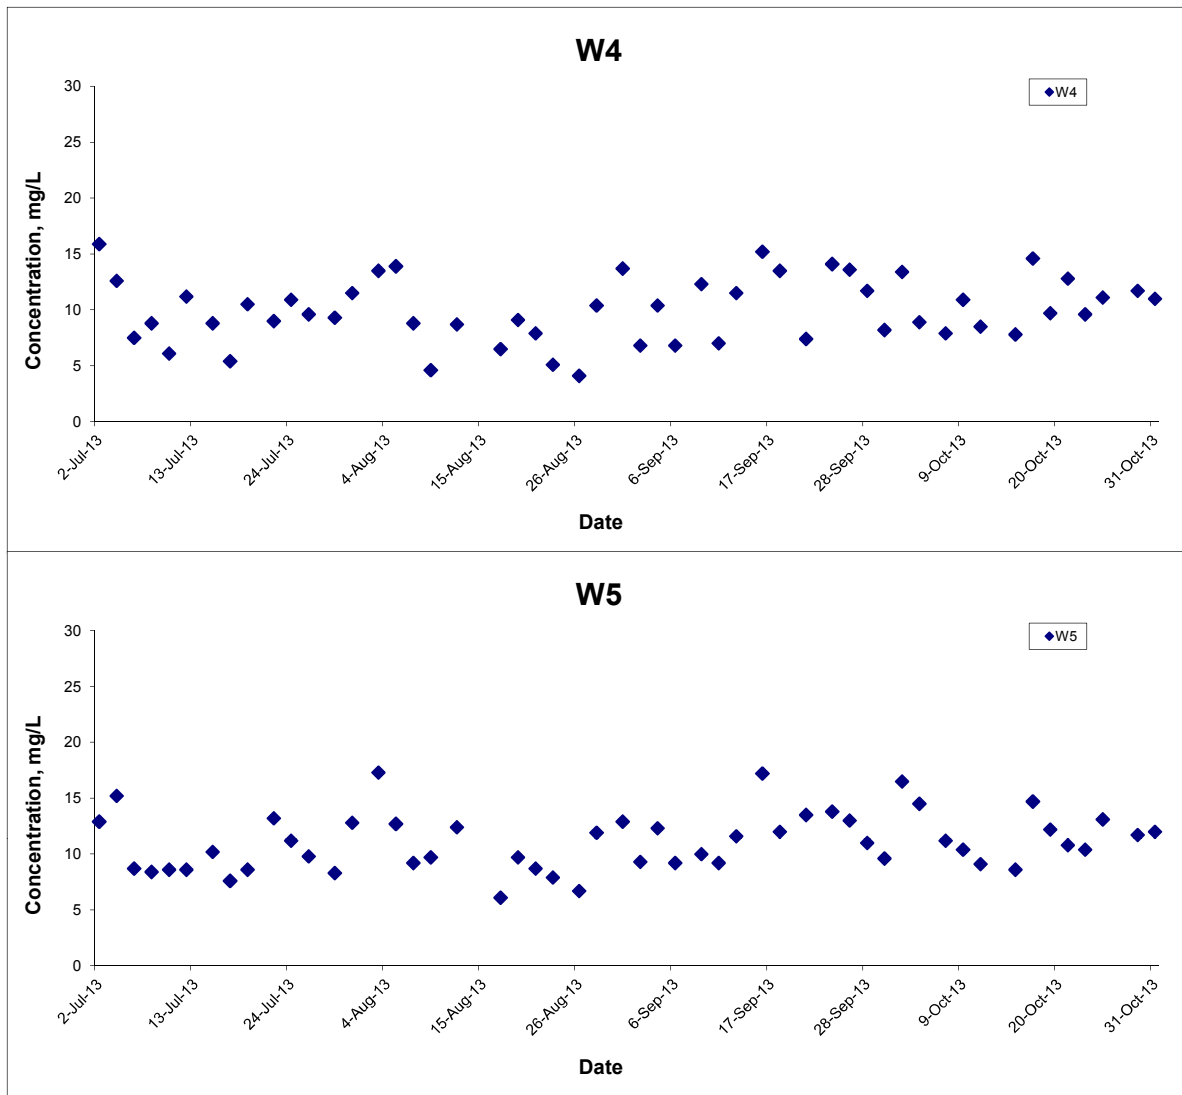 W4
W4
30
25
20
15
10
5
0
Concentration, mg/L
2-Jul-13
13-Jul-13
24-Jul-13
4-Aug-13
15-Aug-13
26-Aug-13
6-Sep-13
17-Sep-13
28-Sep-13
9-Oct-13
20-Oct-13
31-Oct-13
Date
W5
W5
30
25
20
15
10
5
0
Concentration, mg/L
2-Jul-13
13-Jul-13
24-Jul-13
4-Aug-13
15-Aug-13
26-Aug-13
6-Sep-13
17-Sep-13
28-Sep-13
9-Oct-13
20-Oct-13
31-Oct-13
Date